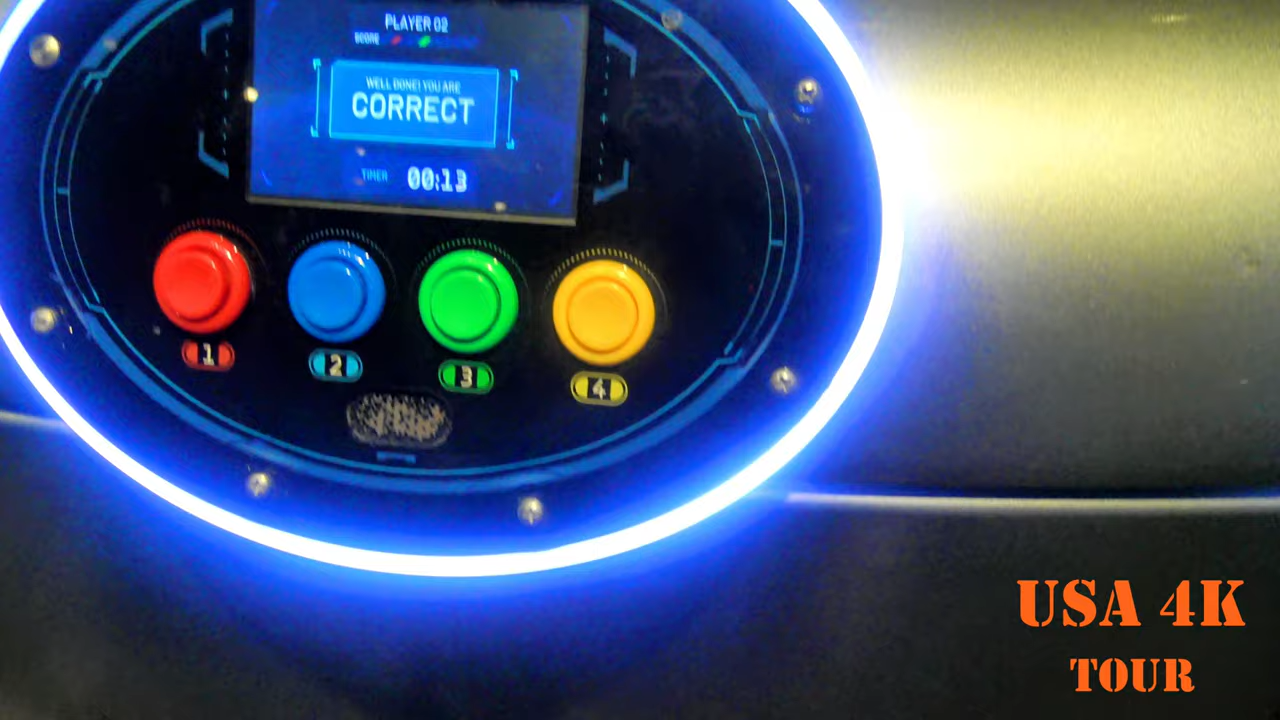 PLAYER 02
SCORE
WELL DONE! YOU ARE
CORRECT
TIMER 00:13
1 2 3 4
USA 4K
TOUR